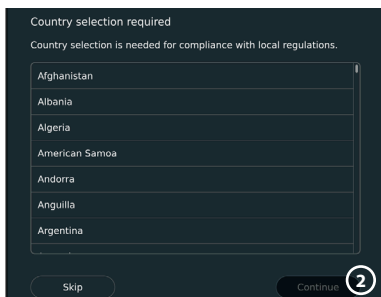 Country selection required
Country selection is needed for compliance with local regulations.
Afghanistan
Albania
Algeria
American Samoa
Andorra
Anguilla
Argentina
Skip
Continue
2